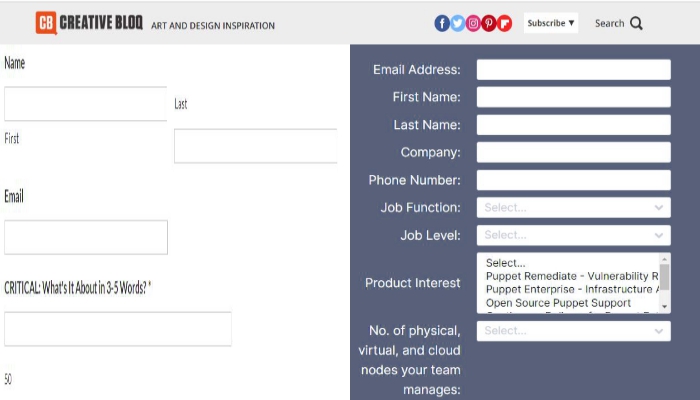 CB CREATIVE BLOQ ART AND DESIGN INSPIRATION
Subscribe ▼
Search
Name
Last
First
Email
CRITICAL: What's It About in 3-5 Words? *
50
Email Address:
First Name:
Last Name:
Company:
Phone Number:
Job Function: Select...
Job Level: Select...
Product Interest
Select...
Puppet Remediate - Vulnerability R
Puppet Enterprise - Infrastructure
Open Source Puppet Support
No. of physical, Select...
virtual, and cloud
nodes your team
manages: